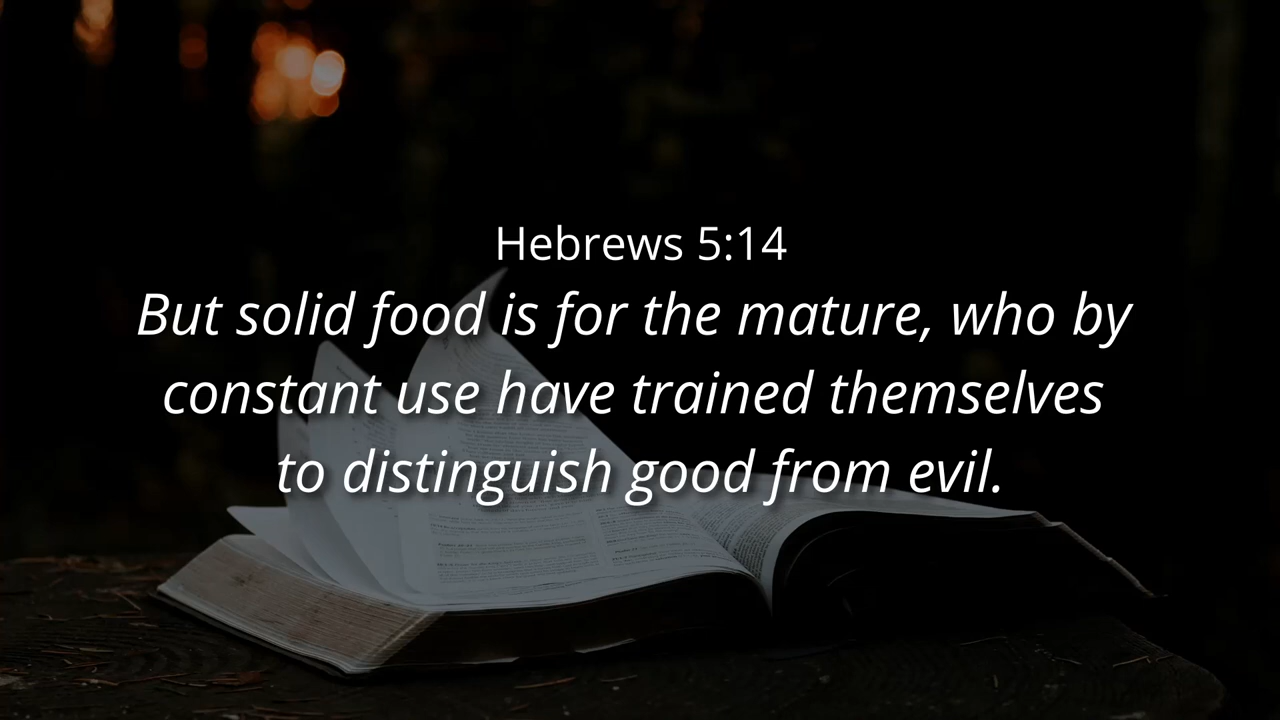 Hebrews 5:14
But solid food is for the mature, who by
constant use have trained themselves
to distinguish good from evil.